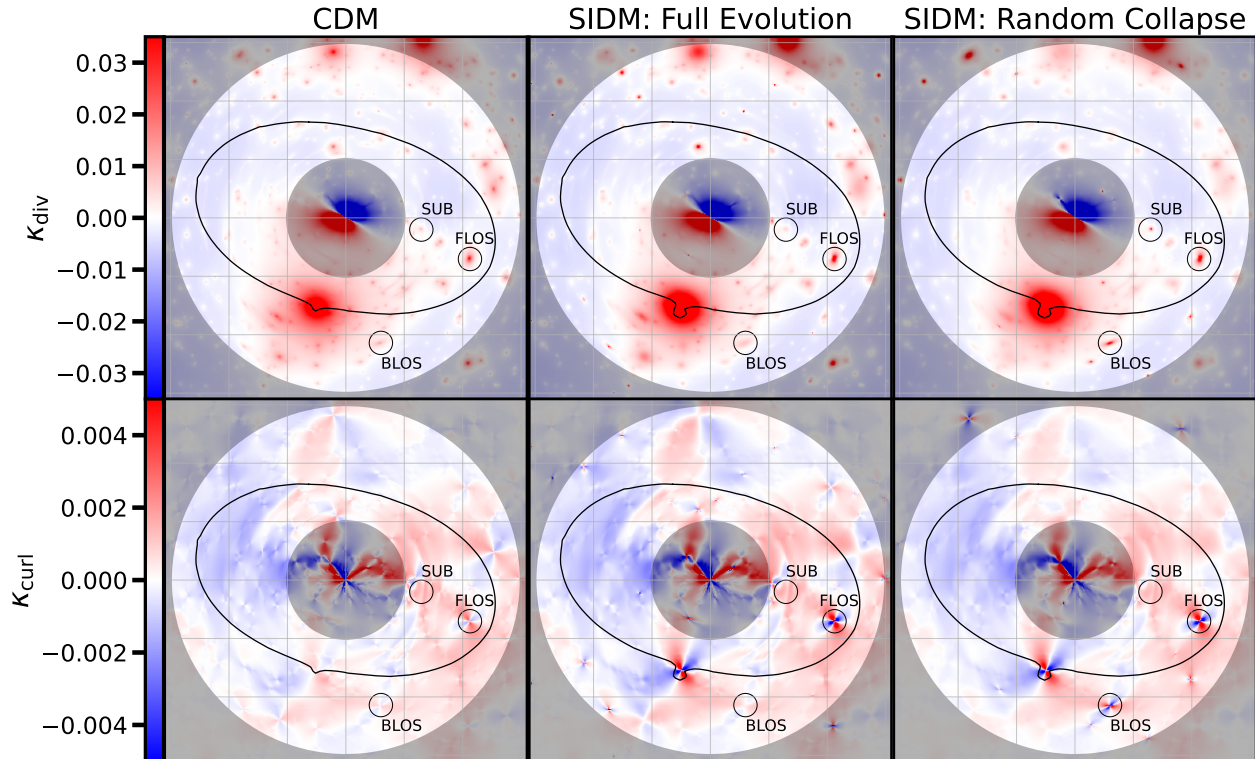 CDM
SIDM: Full Evolution
SIDM: Random Collapse
κdiv
0.03
0.02
0.01
0.00
−0.01
−0.02
−0.03
SUB
FLOS
BLOS
SUB
FLOS
BLOS
SUB
FLOS
BLOS
κcurl
0.004
0.002
0.000
−0.002
−0.004
SUB
FLOS
BLOS
SUB
FLOS
BLOS
SUB
FLOS
BLOS